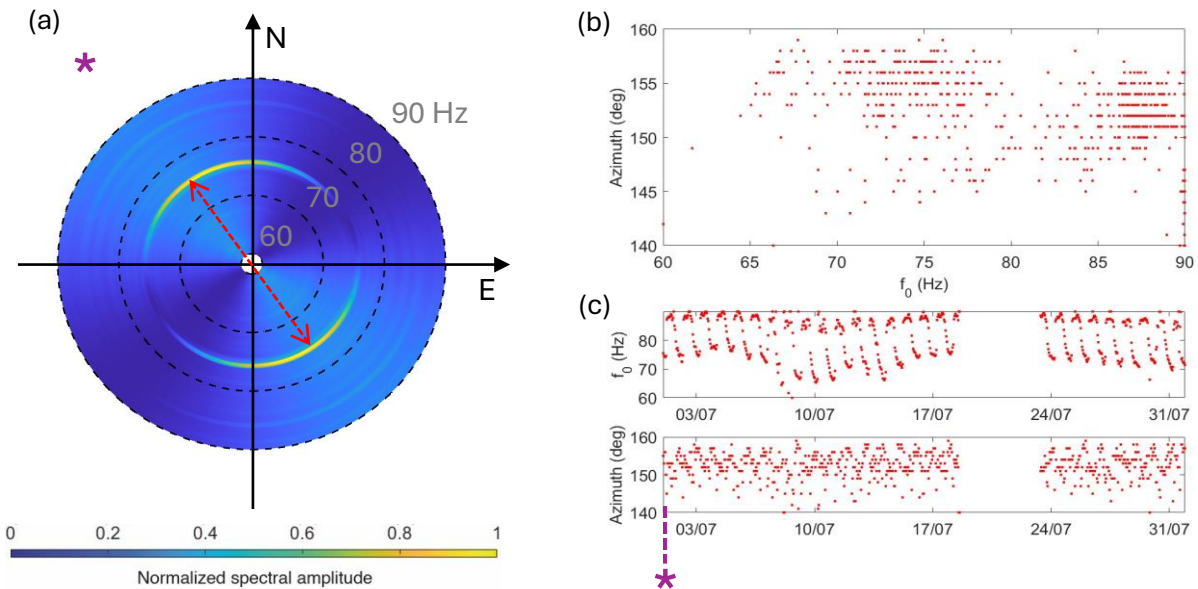 (a)
*
N
90 Hz
80
70
60
E
0 0.2 0.4 0.6 0.8 1
Normalized spectral amplitude
(b)
160
155
150
145
140
Azimuth (deg)
60 65 70 75 80 85 90
f0 (Hz)
(c)
80
70
60
f0 (Hz)
03/07 10/07 17/07 24/07 31/07
160
150
140
Azimuth (deg)
03/07 10/07 17/07 24/07 31/07
*